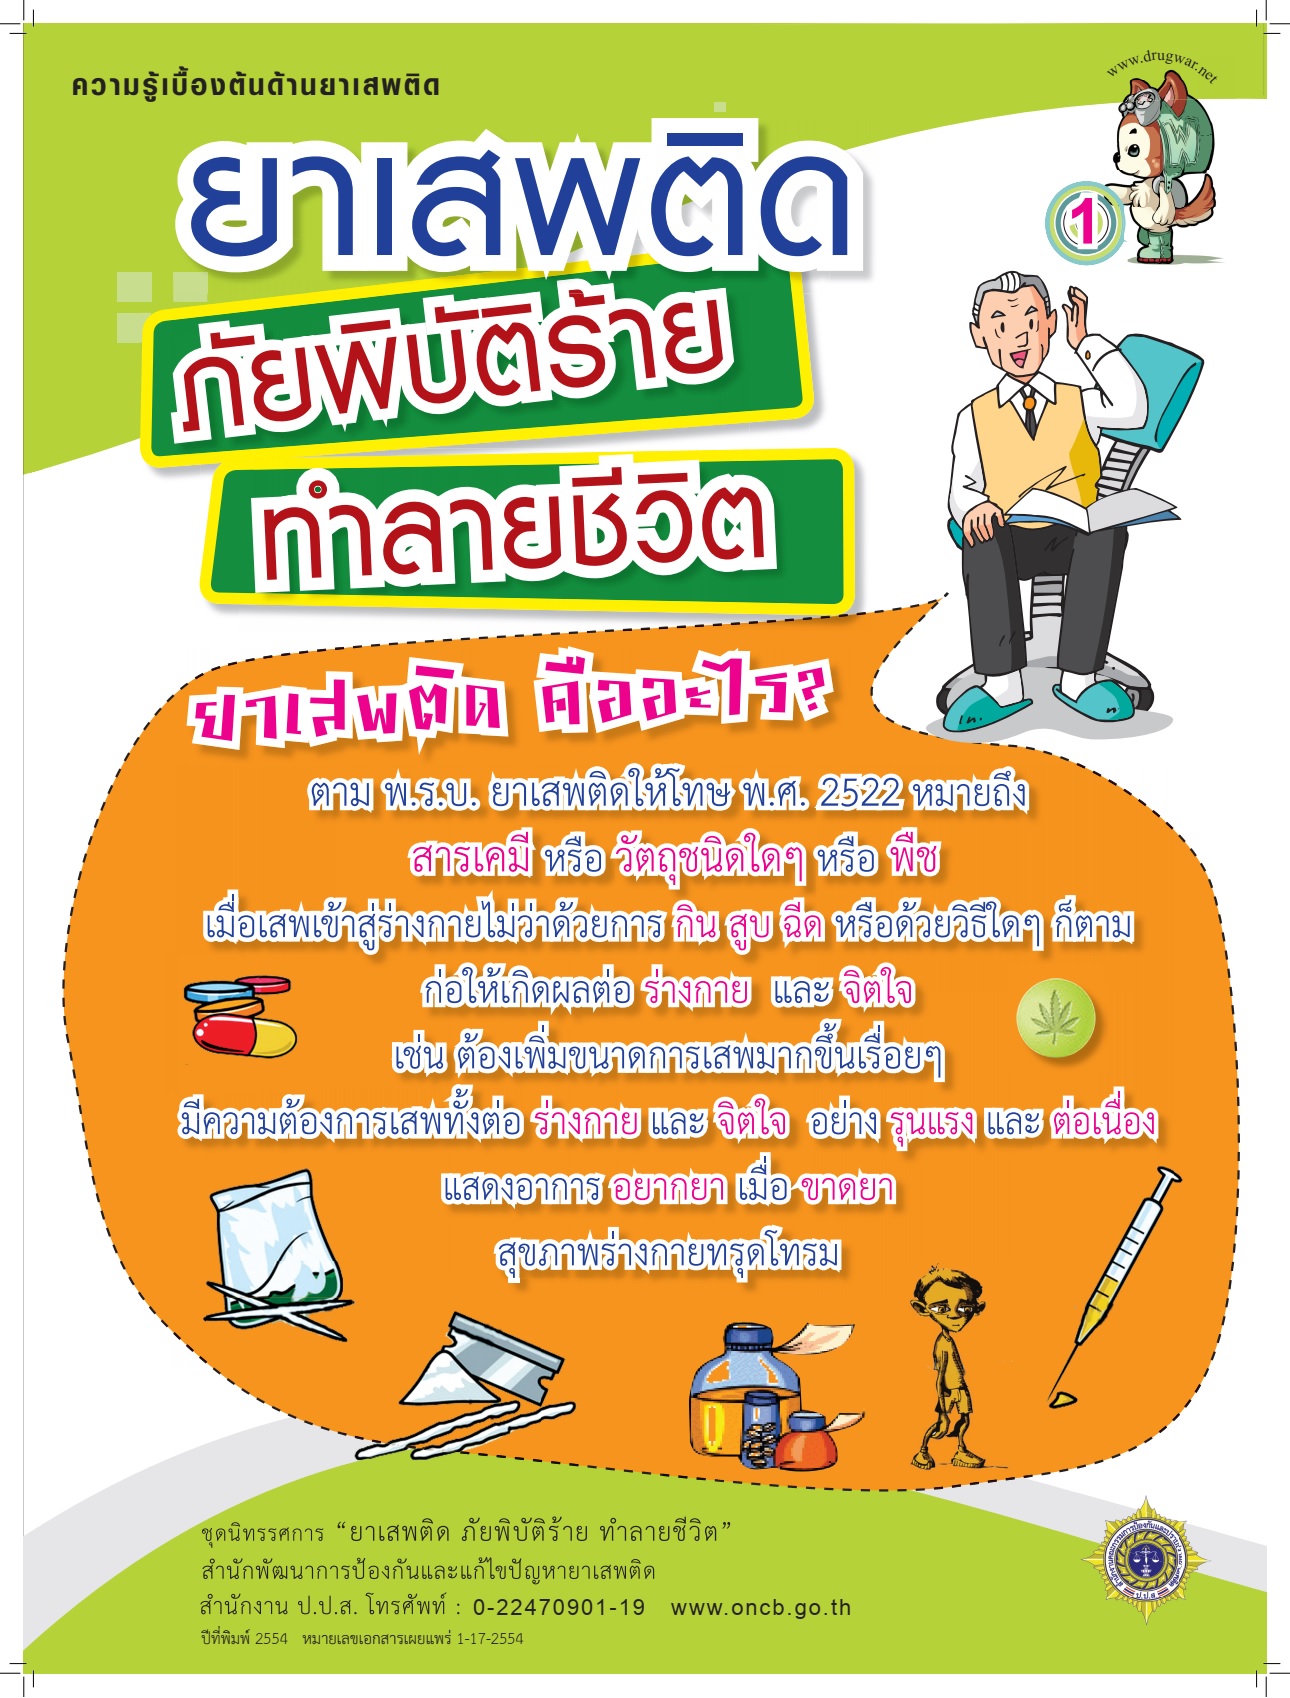 ความรู้เบื้องต้นด้านยาเสพติด
www.drugwar.net
ยาเสพติด
1
ภัยพิบัติร้าย
ทำลายชีวิต
ยาเสพติด คืออะไร?
ตาม พ.ร.บ. ยาเสพติดให้โทษ พ.ศ. 2522 หมายถึง
สารเคมี หรือ วัตถุชนิดใดๆ หรือ พืช
เมื่อเสพเข้าสู่ร่างกายไม่ว่าด้วยการ กิน สูบ ฉีด หรือด้วยวิธีใดๆ ก็ตาม
ก่อให้เกิดผลต่อ ร่างกาย และ จิตใจ
เช่น ต้องเพิ่มขนาดการเสพมากขึ้นเรื่อยๆ
มีความต้องการเสพทั้งต่อ ร่างกาย และ จิตใจ อย่าง รุนแรง และ ต่อเนื่อง
แสดงอาการ อยากยา เมื่อ ขาดยา
สุขภาพร่างกายทรุดโทรม
ชุดนิทรรศการ “ยาเสพติด ภัยพิบัติร้าย ทำลายชีวิต”
สำนักพัฒนาการป้องกันและแก้ไขปัญหายาเสพติด
สำนักงาน ป.ป.ส. โทรศัพท์ : 0-22470901-19 www.oncb.go.th
ปีที่พิมพ์ 2554 หมายเลขเอกสารเผยแพร่ 1-17-2554
ป.ป.ส